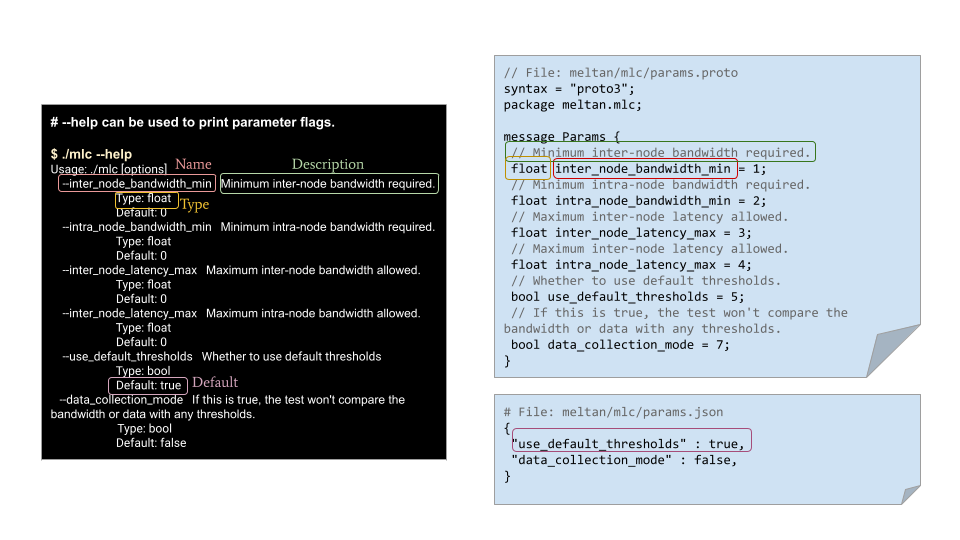 # --help can be used to print parameter flags.
$ ./mlc --help
Usage: ./mlc [options]
Name
Description
--inter_node_bandwidth_min Minimum inter-node bandwidth required.
Type: float
Type
Default: 0
--intra_node_bandwidth_min Minimum intra-node bandwidth required.
Type: float
Default: 0
--inter_node_latency_max Maximum inter-node bandwidth allowed.
Type: float
Default: 0
--inter_node_latency_max Maximum intra-node bandwidth allowed.
Type: float
Default: 0
--use_default_thresholds Whether to use default thresholds
Type: bool
Default: true
Default
--data_collection_mode If this is true, the test won't compare the
bandwidth or data with any thresholds.
Type: bool
Default: false
// File: meltan/mlc/params.proto
syntax = "proto3";
package meltan.mlc;
message Params {
// Minimum inter-node bandwidth required.
float inter_node_bandwidth_min = 1;
// Minimum intra-node bandwidth required.
float intra_node_bandwidth_min = 2;
// Maximum inter-node latency allowed.
float inter_node_latency_max = 3;
// Maximum inter-node latency allowed.
float intra_node_latency_max = 4;
// Whether to use default thresholds.
bool use_default_thresholds = 5;
// If this is true, the test won't compare the
bandwidth or data with any thresholds.
bool data_collection_mode = 7;
}
# File: meltan/mlc/params.json
{
"use_default_thresholds" : true,
"data_collection_mode" : false,
}